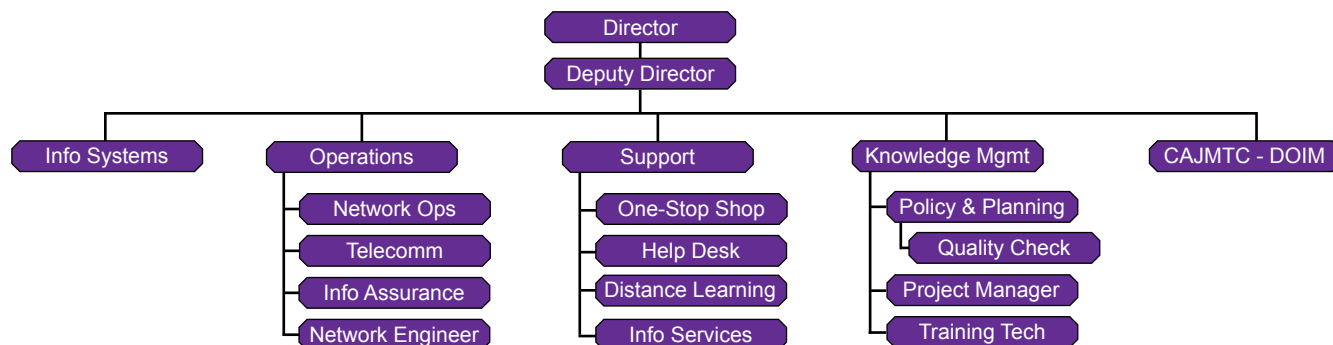 Director
Deputy Director
Info Systems
Operations
Support
Knowledge Mgmt
CAJMTC - DOIM
Network Ops
Telecomm
Info Assurance
Network Engineer
One-Stop Shop
Help Desk
Distance Learning
Info Services
Policy & Planning
Quality Check
Project Manager
Training Tech